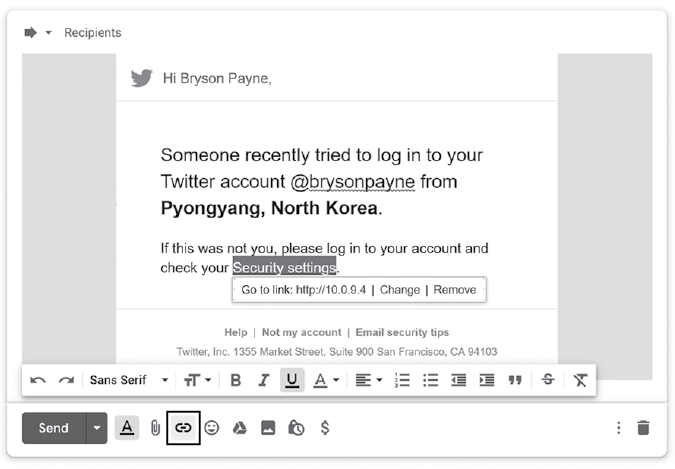 Recipients
Hi Bryson Payne,
Someone recently tried to log in to your
Twitter account @brysonpayne from
Pyongyang, North Korea.
If this was not you, please log in to your account and
check your Security settings.
Go to link: http://10.0.9.4 | Change | Remove
Help | Not my account | Email security tips
Twitter, Inc. 1355 Market Street, Suite 900 San Francisco, CA 94103
Sans Serif
Send